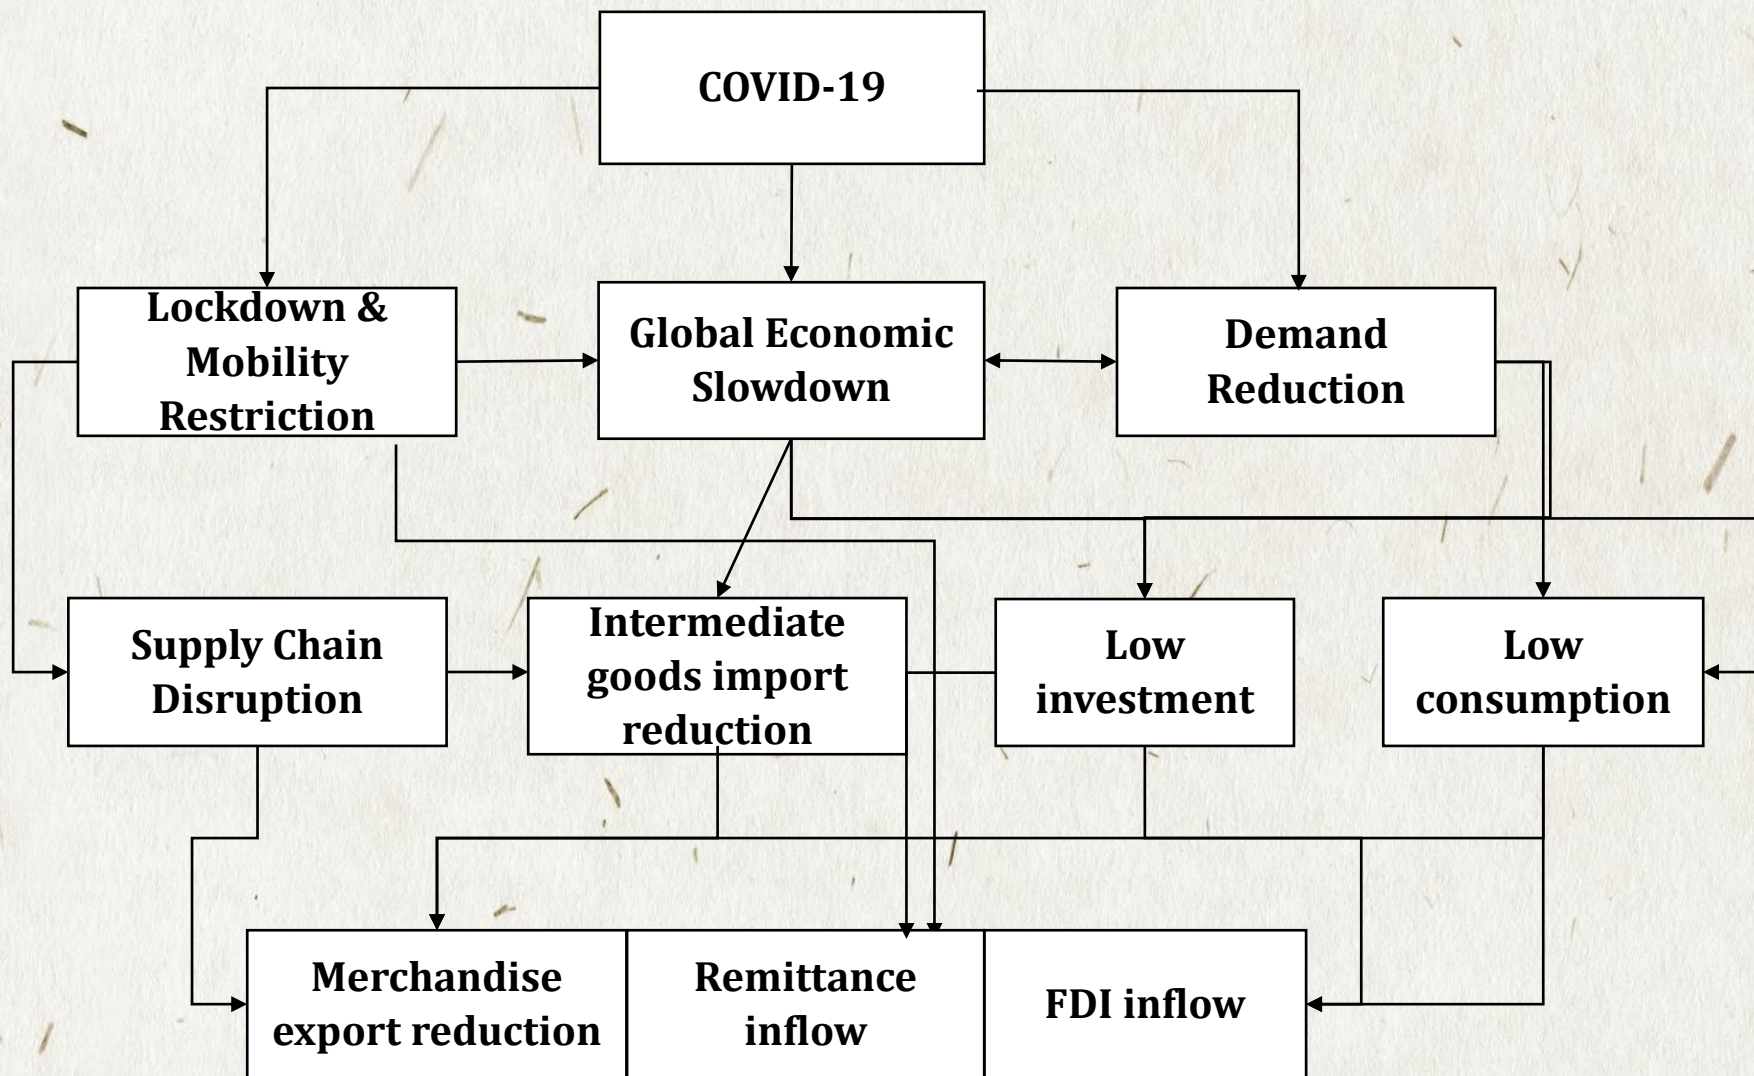 COVID-19
Lockdown &
Mobility
Restriction
Global Economic
Slowdown
Demand
Reduction
Supply Chain
Disruption
Intermediate
goods import
reduction
Low
investment
Low
consumption
Merchandise
export reduction
Remittance
inflow
FDI inflow